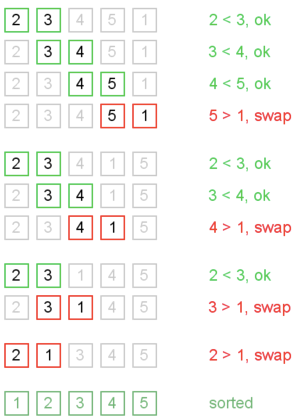 2 3 4 5 1 2 < 3, ok
2 3 4 5 1 3 < 4, ok
2 3 4 5 1 4 < 5, ok
2 3 4 5 1 5 > 1, swap
2 3 4 1 5 2 < 3, ok
2 3 4 1 5 3 < 4, ok
2 3 4 1 5 4 > 1, swap
2 3 1 4 5 2 < 3, ok
2 3 1 4 5 3 > 1, swap
2 1 3 4 5 2 > 1, swap
1 2 3 4 5 sorted